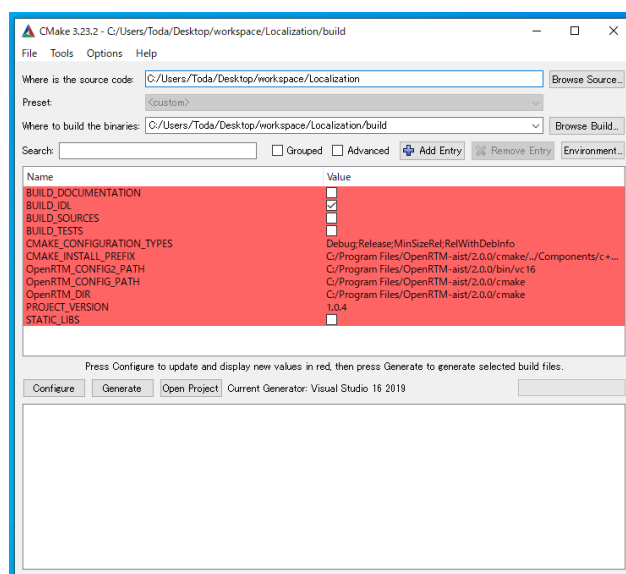 CMake 3.23.2 - C:/Users/Toda/Desktop/workspace/Localization/build
File Tools Options Help
Where is the source code: C:/Users/Toda/Desktop/workspace/Localization Browse Source...
Preset: <custom>
Where to build the binaries: C:/Users/Toda/Desktop/workspace/Localization/build Browse Build...
Search: Grouped Advanced Add Entry Remove Entry Environment...
Name Value
BUILD_DOCUMENTATION
BUILD_IDL
BUILD_SOURCES
BUILD_TESTS
CMAKE_CONFIGURATION_TYPES Debug;Release;MinSizeRel;RelWithDebInfo
CMAKE_INSTALL_PREFIX C:/Program Files/OpenRTM-aist/2.0.0/cmake/../Components/c+...
OpenRTM_CONFIG2_PATH C:/Program Files/OpenRTM-aist/2.0.0/bin/vc16
OpenRTM_CONFIG_PATH C:/Program Files/OpenRTM-aist/2.0.0/cmake
OpenRTM_DIR C:/Program Files/OpenRTM-aist/2.0.0/cmake
PROJECT_VERSION 1.0.4
STATIC_LIBS
Press Configure to update and display new values in red, then press Generate to generate selected build files.
Configure Generate Open Project Current Generator: Visual Studio 16 2019